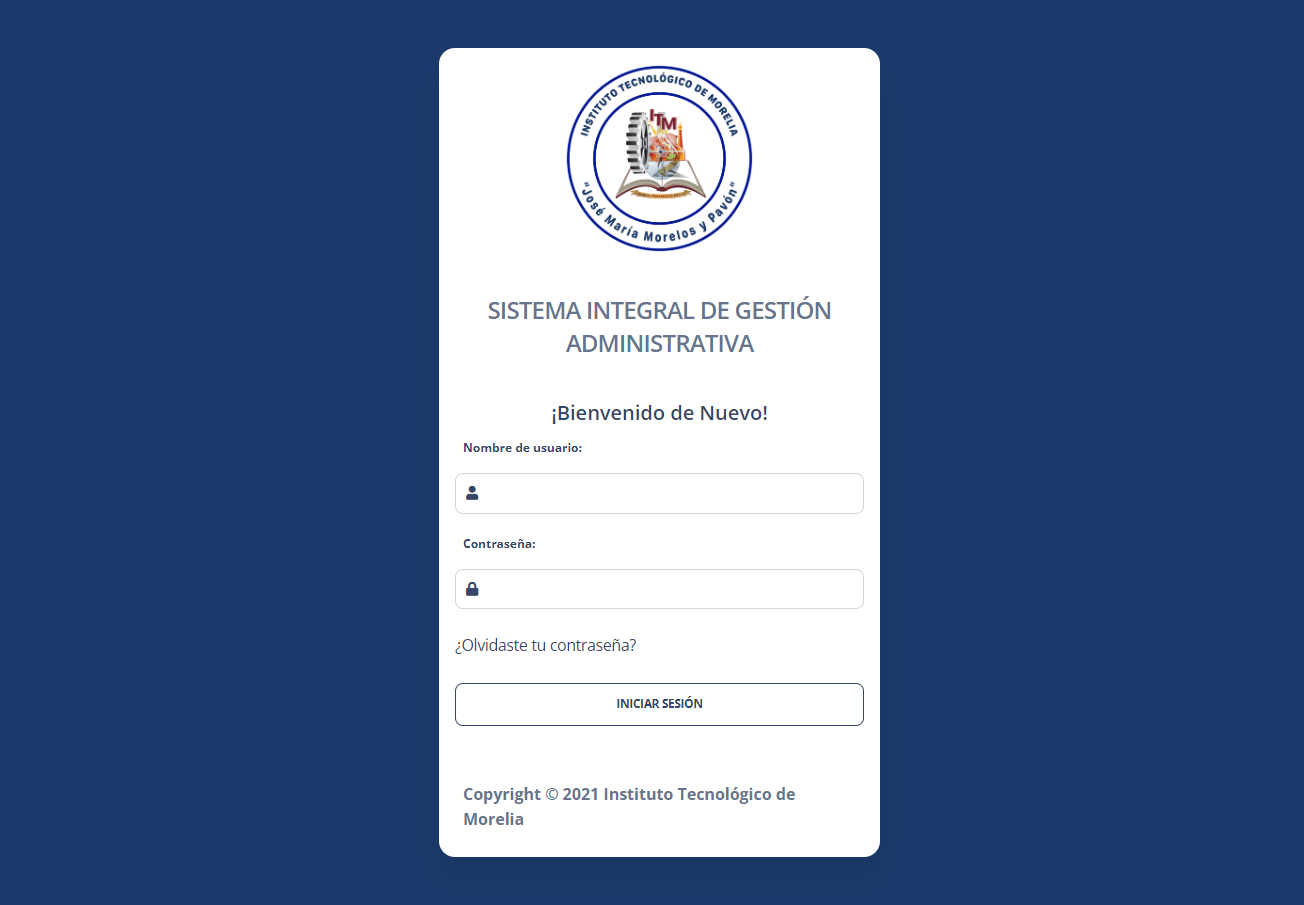 INSTITUTO TECNOLÓGICO DE MORELIA
ITM
"José María Morelos y Pavón"
SISTEMA INTEGRAL DE GESTIÓN
ADMINISTRATIVA
¡Bienvenido de Nuevo!
Nombre de usuario:
Contraseña:
¿Olvidaste tu contraseña?
INICIAR SESIÓN
Copyright © 2021 Instituto Tecnológico de
Morelia